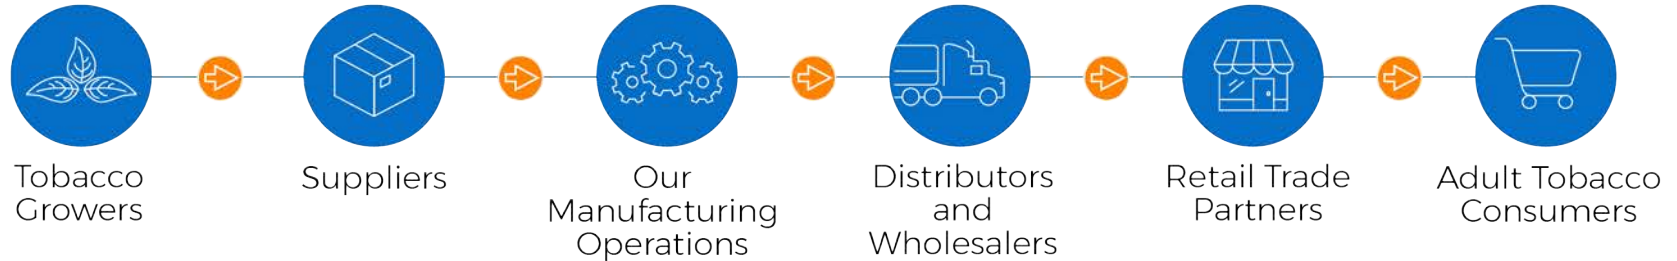 Tobacco
Growers
Suppliers
Our
Manufacturing
Operations
Distributors
and
Wholesalers
Retail Trade
Partners
Adult Tobacco
Consumers